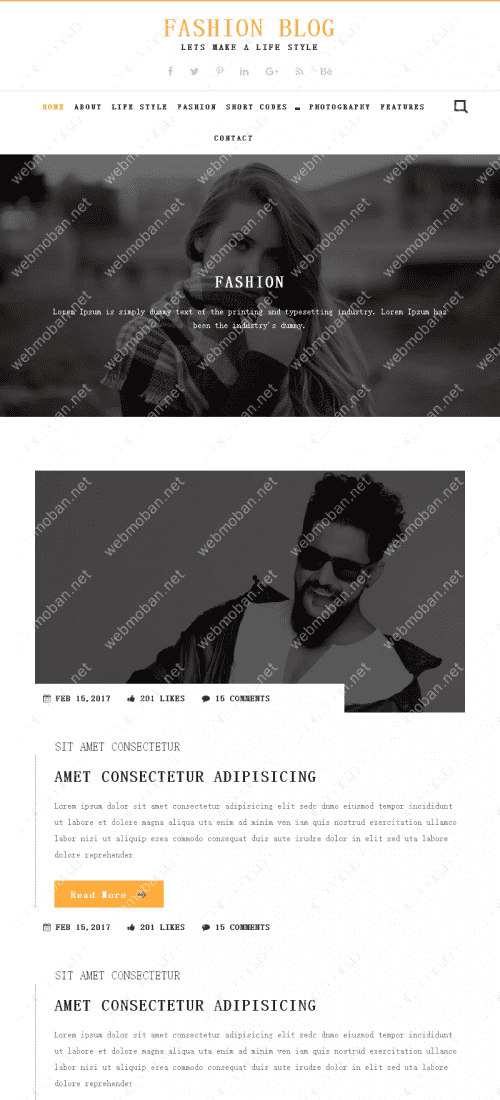 FASHION BLOG
LETS MAKE A LIFE STYLE
HOME ABOUT LIFE STYLE FASHION SHORT CODES PHOTOGRAPHY FEATURES
CONTACT
FASHION
Lorem Ipsum is simply dummy text of the printing and typesetting industry. Lorem Ipsum has
been the industry's dummy.
FEB 15,2017 201 LIKES 15 COMMENTS
SIT AMET CONSECTETUR
AMET CONSECTETUR ADIPISICING
Lorem ipsum dolor sit amet consectetur adipisicing elit sedc dnmo eiusmod tempor incididunt
ut labore et dolore magna aliqua uta enim ad minim ven iam quis nostrud exercitation ullamco
labor nisi ut aliquip exea commodo consequat duis aute irudre dolor in elit sed uta labore
dolore reprehender
Read More
FEB 15,2017 201 LIKES 15 COMMENTS
SIT AMET CONSECTETUR
AMET CONSECTETUR ADIPISICING
Lorem ipsum dolor sit amet consectetur adipisicing elit sedc dnmo eiusmod tempor incididunt
ut labore et dolore magna aliqua uta enim ad minim ven iam quis nostrud exercitation ullamco
labor nisi ut aliquip exea commodo consequat duis aute irudre dolor in elit sed uta labore
dolore reprehender
webmoban.net